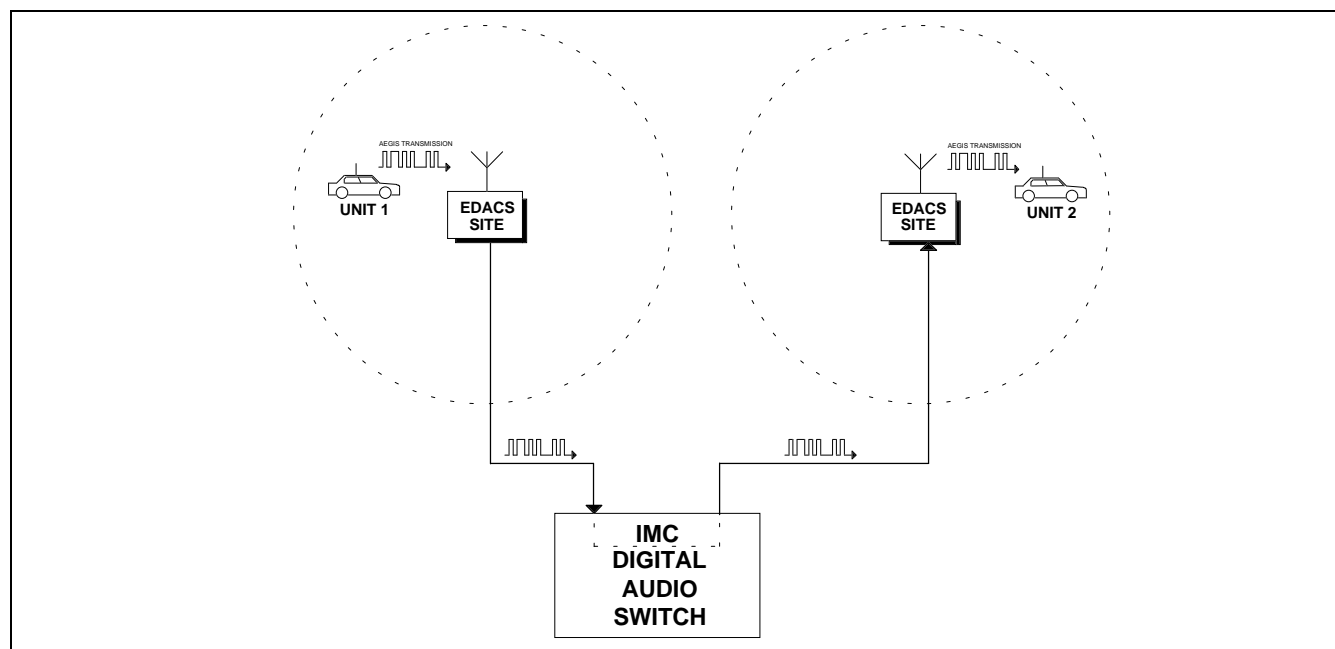 AEGIS TRANSMISSION
UNIT 1
EDACS
SITE
AEGIS TRANSMISSION
EDACS
SITE
UNIT 2
IMC
DIGITAL
AUDIO
SWITCH